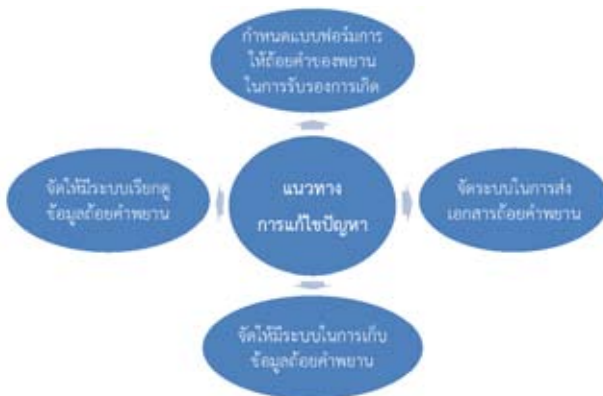 กำหนดแบบฟอร์มการ
ให้ถ้อยคำของพยาน
ในการรับรองการเกิด
จัดให้มีระบบเรียกดู
ข้อมูลถ้อยคำพยาน
แนวทาง
การแก้ไขปัญหา
จัดระบบในการส่ง
เอกสารถ้อยคำพยาน
จัดให้มีระบบในการเก็บ
ข้อมูลถ้อยคำพยาน